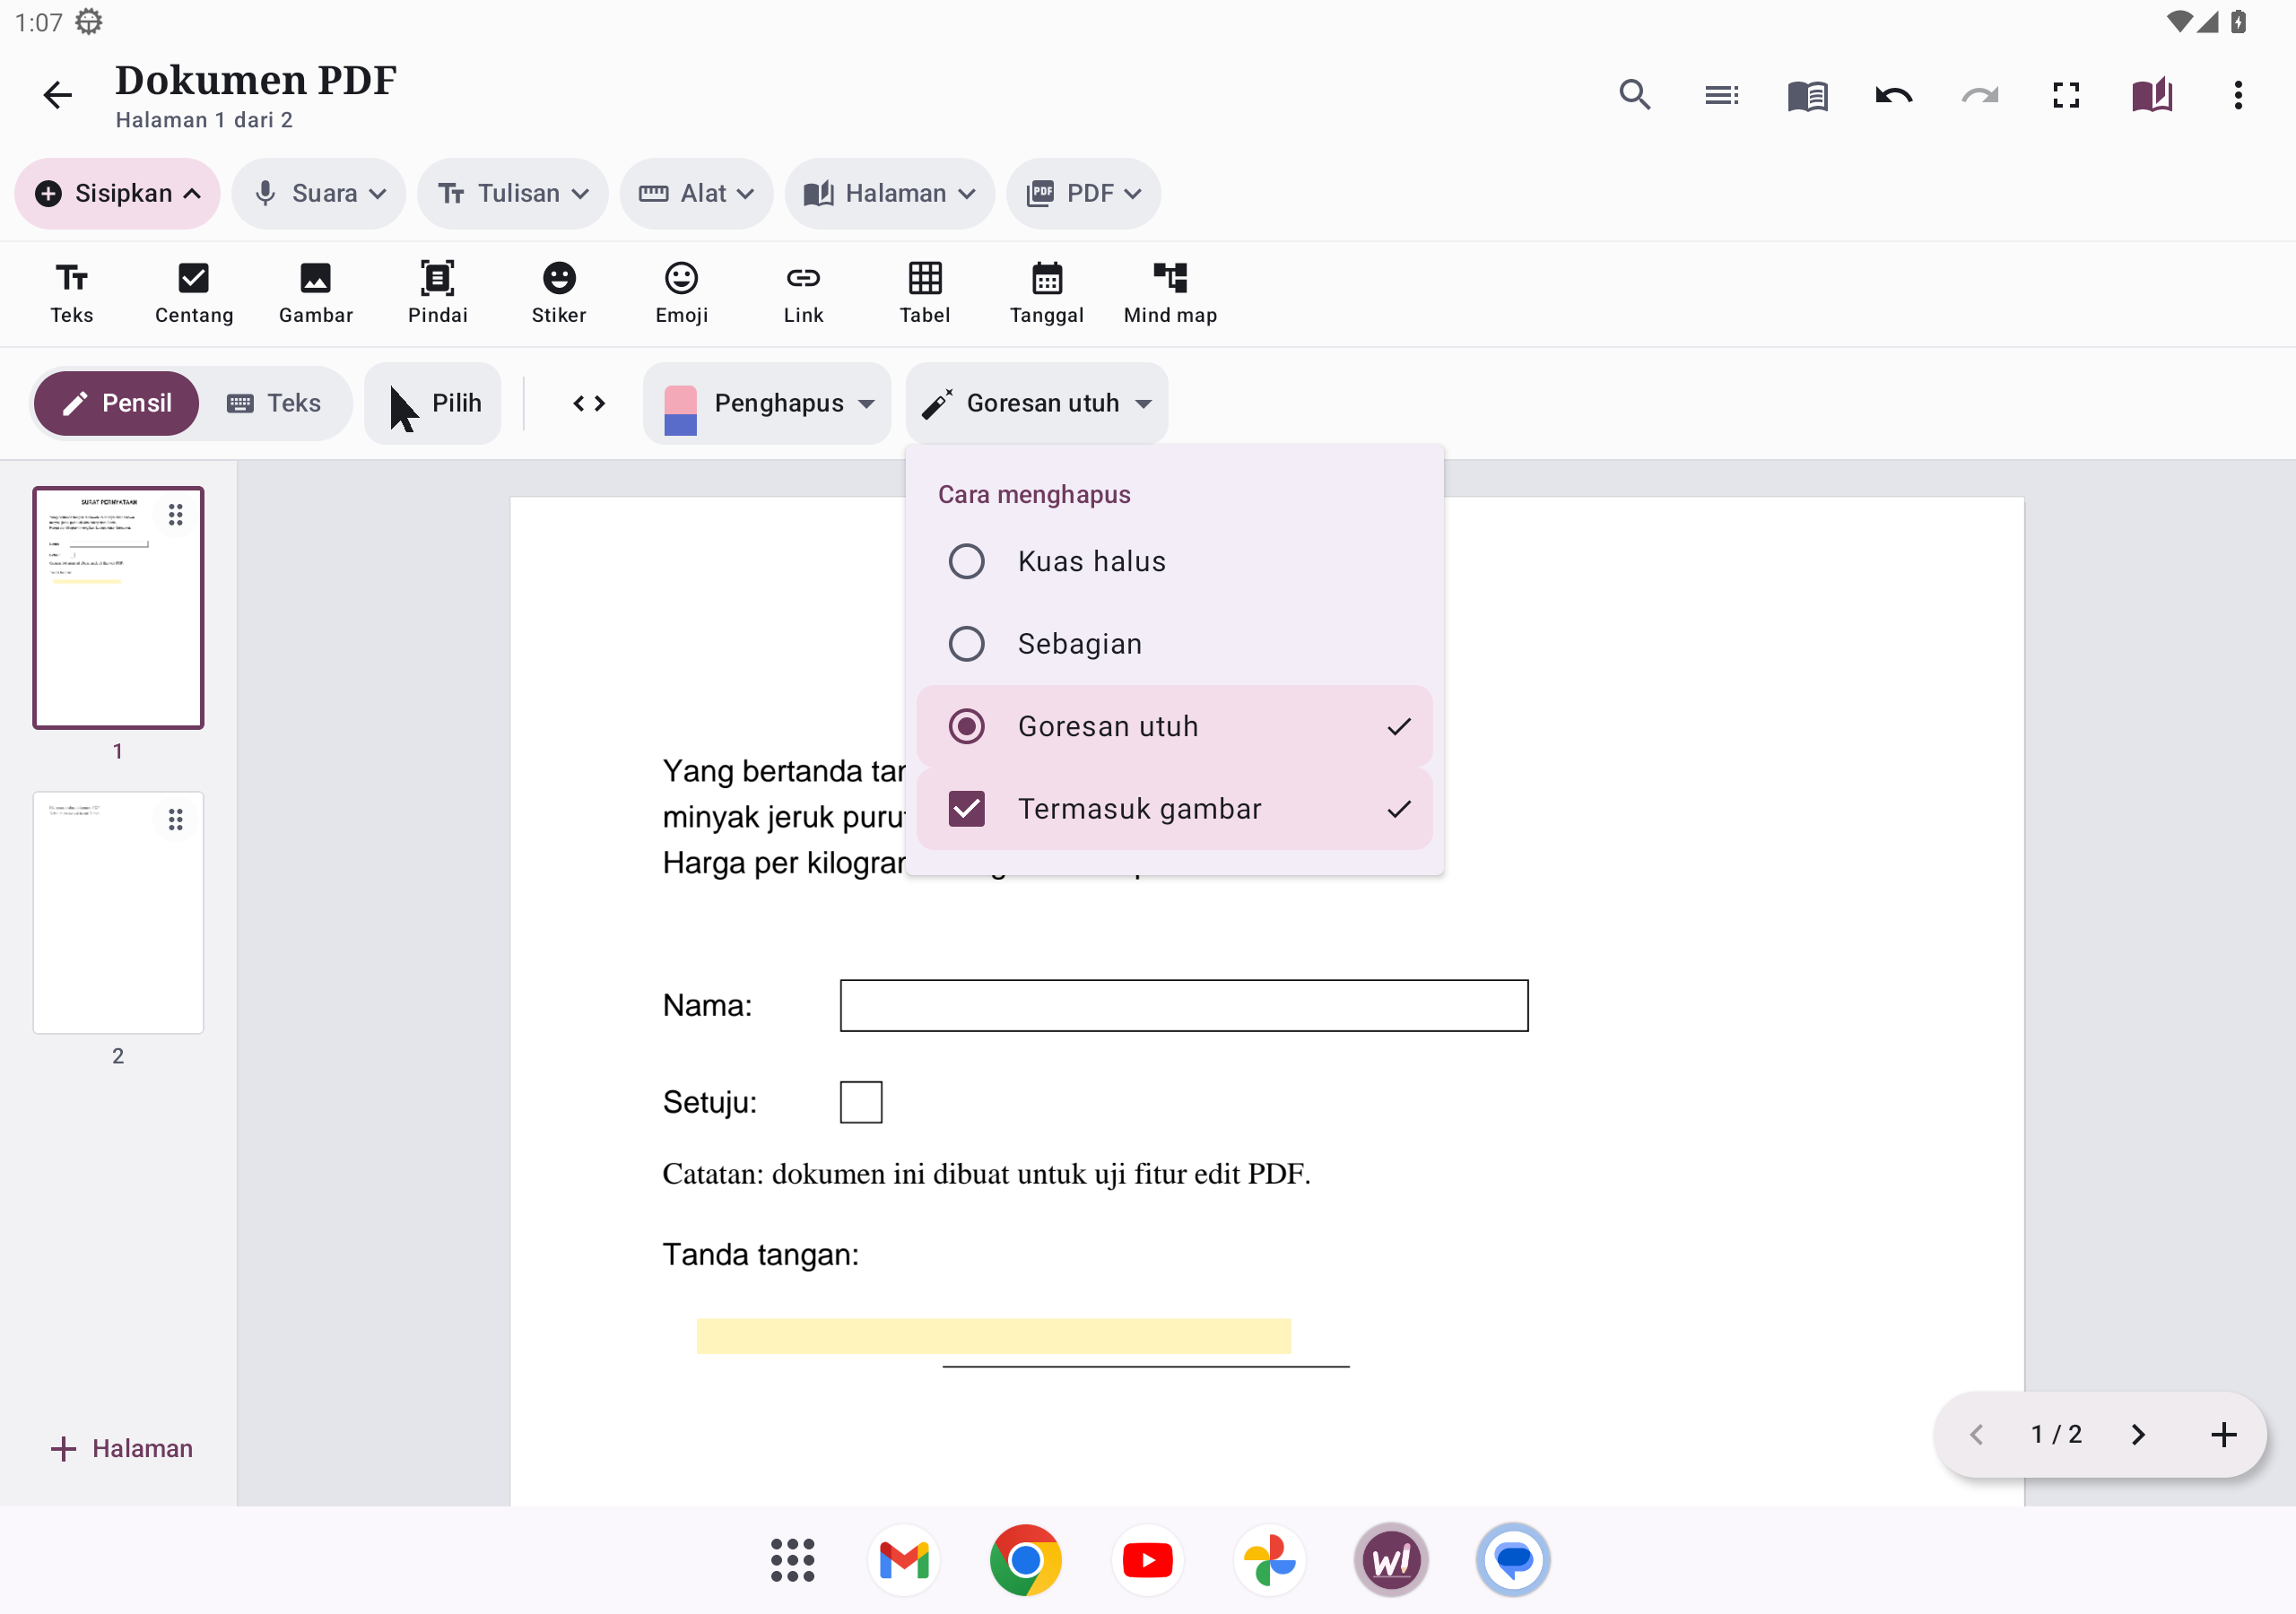 1:07
Dokumen PDF
Halaman 1 dari 2
Sisipkan
Suara
Tulisan
Alat
Halaman
PDF
Teks
Centang
Gambar
Pindai
Stiker
Emoji
Link
Tabel
Tanggal
Mind map
Pensil
Teks
Pilih
Penghapus
Goresan utuh
Cara menghapus
Kuas halus
Sebagian
Goresan utuh
Termasuk gambar
SURAT PERNYATAAN
1
2
Halaman
Yang bertanda
minyak jeruk
Harga per
Nama:
Setuju:
Catatan: dokumen ini dibuat untuk uji fitur edit PDF.
Tanda tangan:
1 / 2